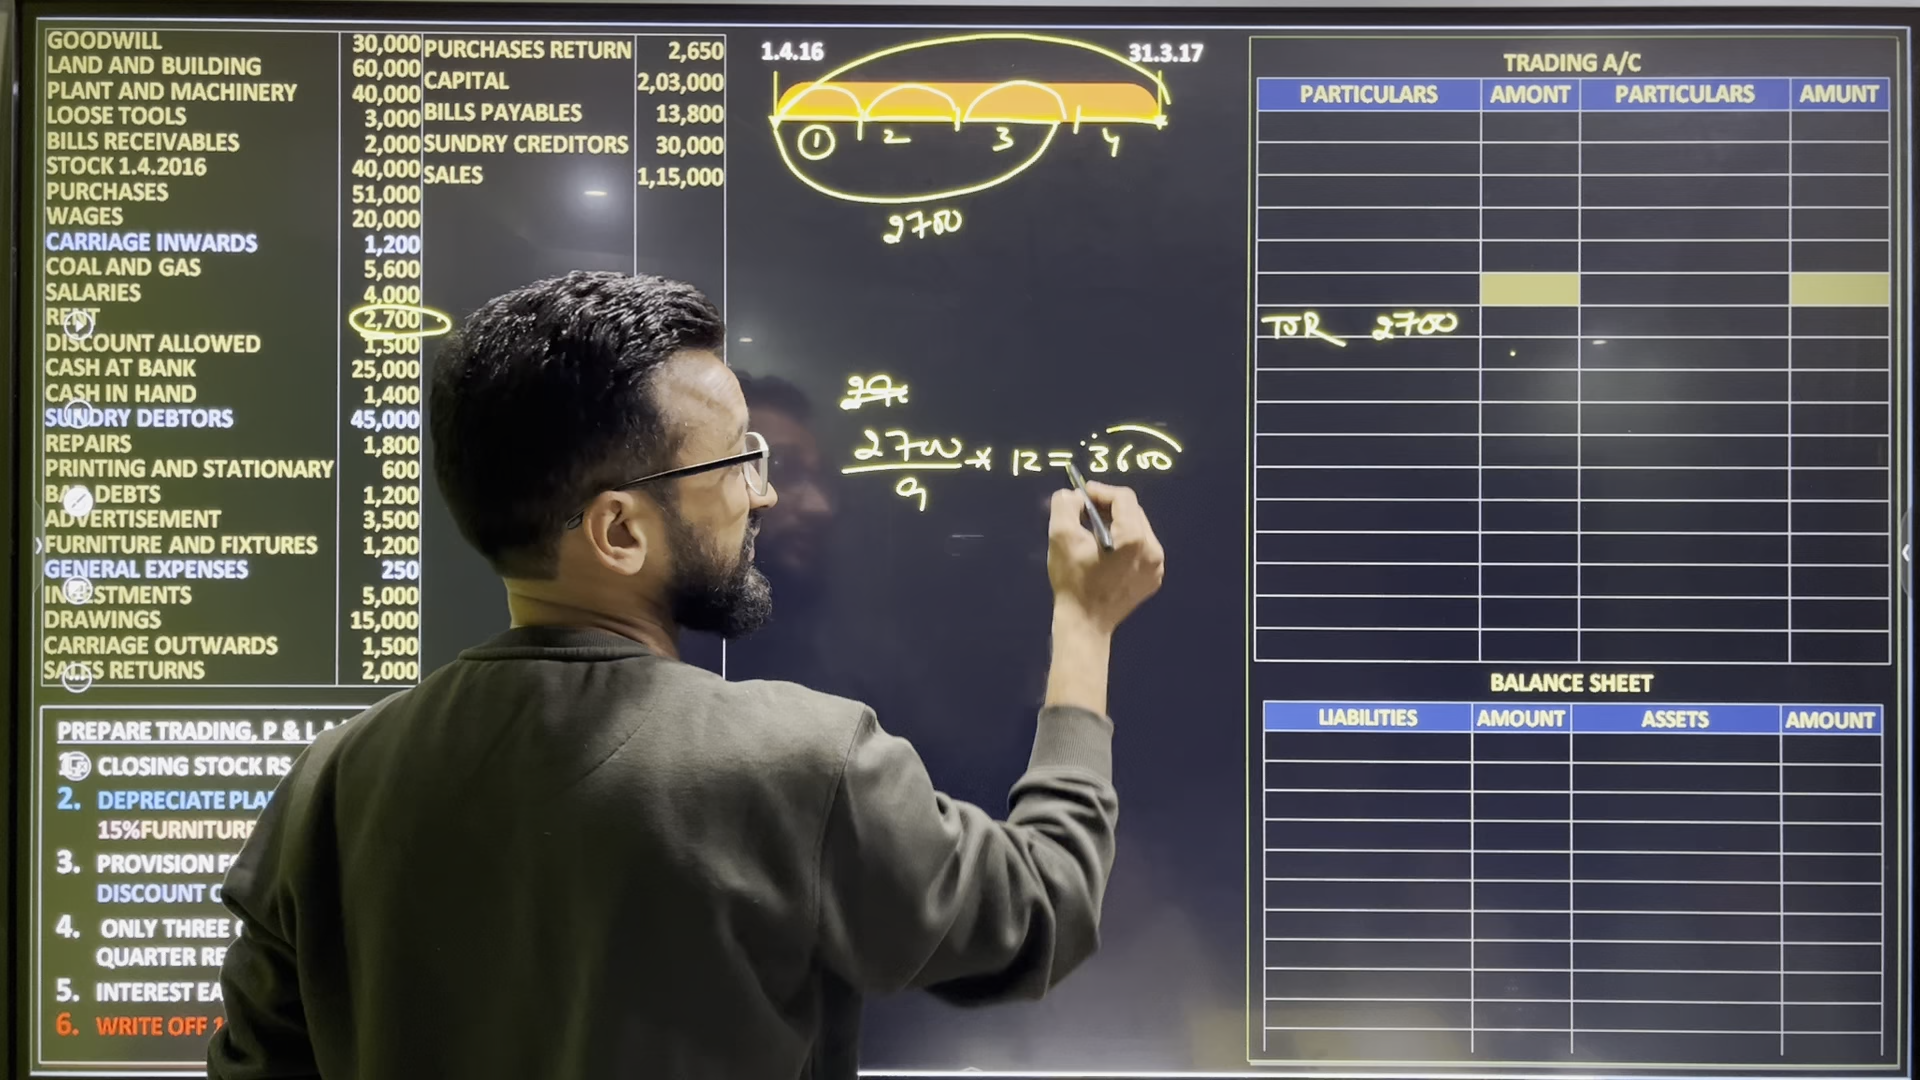 GOODWILL 30,000 PURCHASES RETURN 2,650
LAND AND BUILDING 60,000 CAPITAL 2,03,000
PLANT AND MACHINERY 40,000 BILLS PAYABLES 13,800
LOOSE TOOLS 3,000 SUNDRY CREDITORS 30,000
BILLS RECEIVABLES 2,000 SALES 1,15,000
STOCK 1.4.2016 40,000
PURCHASES 51,000
WAGES 20,000
CARRIAGE INWARDS 1,200
COAL AND GAS 5,600
SALARIES 4,000
RENT 2,700
DISCOUNT ALLOWED 1,500
CASH AT BANK 25,000
CASH IN HAND 1,400
SUNDRY DEBTORS 45,000
REPAIRS 1,800
PRINTING AND STATIONARY 600
BAD DEBTS 1,200
ADVERTISEMENT 3,500
FURNITURE AND FIXTURES 1,200
GENERAL EXPENSES 250
INVESTMENTS 5,000
DRAWINGS 15,000
CARRIAGE OUTWARDS 1,500
SALES RETURNS 2,000
PREPARE TRADING, P & L
1. CLOSING STOCK RS
2. DEPRECIATE
15%FURNITURE
3. PROVISION
DISCOUNT
4. ONLY THREE
QUARTER
5. INTEREST
6. WRITE OFF
1.4.16 31.3.17
1 2 3 4
2700
27
2700 × 12 = 3600
9
TRADING A/C
PARTICULARS AMONT PARTICULARS AMUNT
2700
BALANCE SHEET
LIABILITIES AMOUNT ASSETS AMOUNT